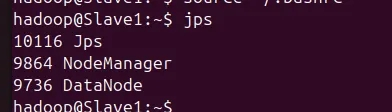 hadoop@Slave1:~$ jps
10116 Jps
9864 NodeManager
9736 DataNode
hadoop@Slave1:~$